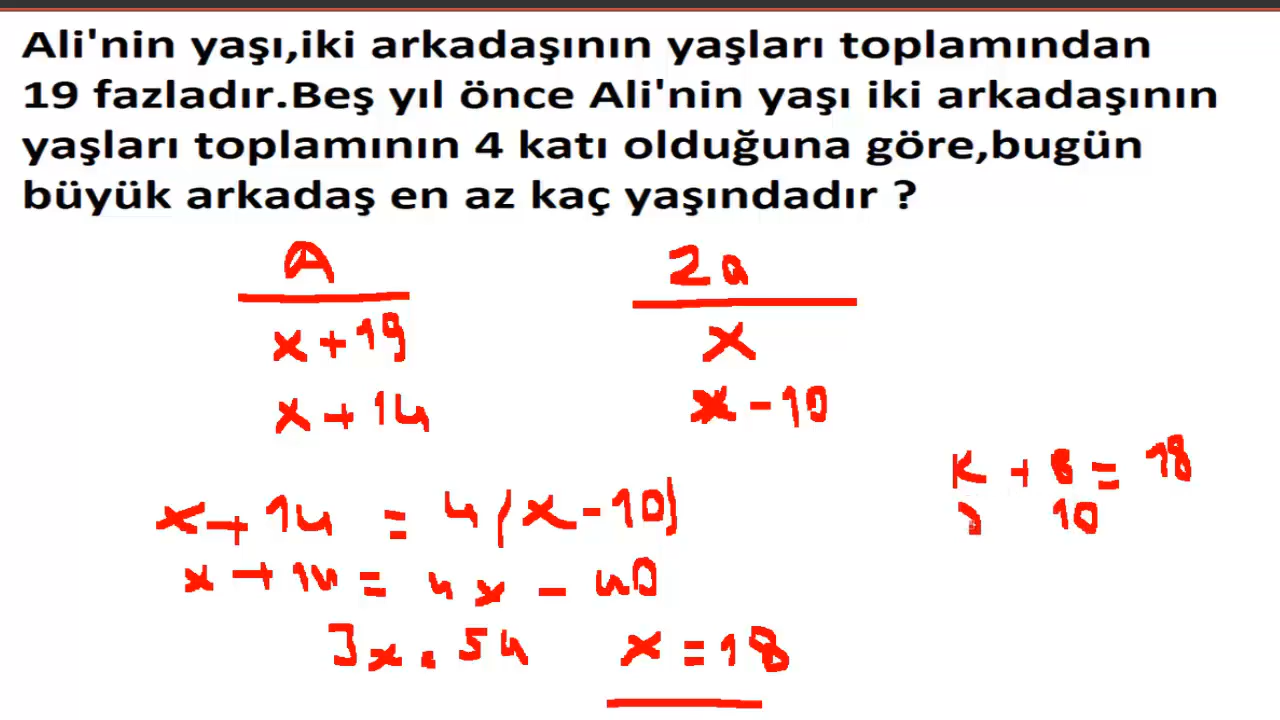 Ali'nin yaşı,iki arkadaşının yaşları toplamından
19 fazladır.Beş yıl önce Ali'nin yaşı iki arkadaşının
yaşları toplamının 4 katı olduğuna göre,bugün
büyük arkadaş en az kaç yaşındadır ?
A 2a
x+19 x
x+14 x-10
K + B = 18
10
x+14 = 4(x-10)
x+14 = 4x - 40
3x = 54 x = 18